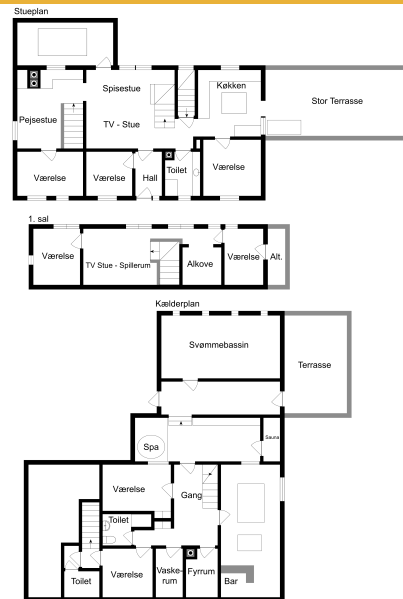 Stueplan
Spisestue
Køkken
Stor Terrasse
Pejsestue
TV - Stue
Værelse
Værelse
Hall
Toilet
Værelse
1. sal
Værelse
TV Stue - Spillerum
Alkove
Værelse
Alt.
Kælderplan
Svømmebassin
Terrasse
Spa
Sauna
Værelse
Gang
Toilet
Toilet
Værelse
Vaske-
rum
Fyrrum
Bar